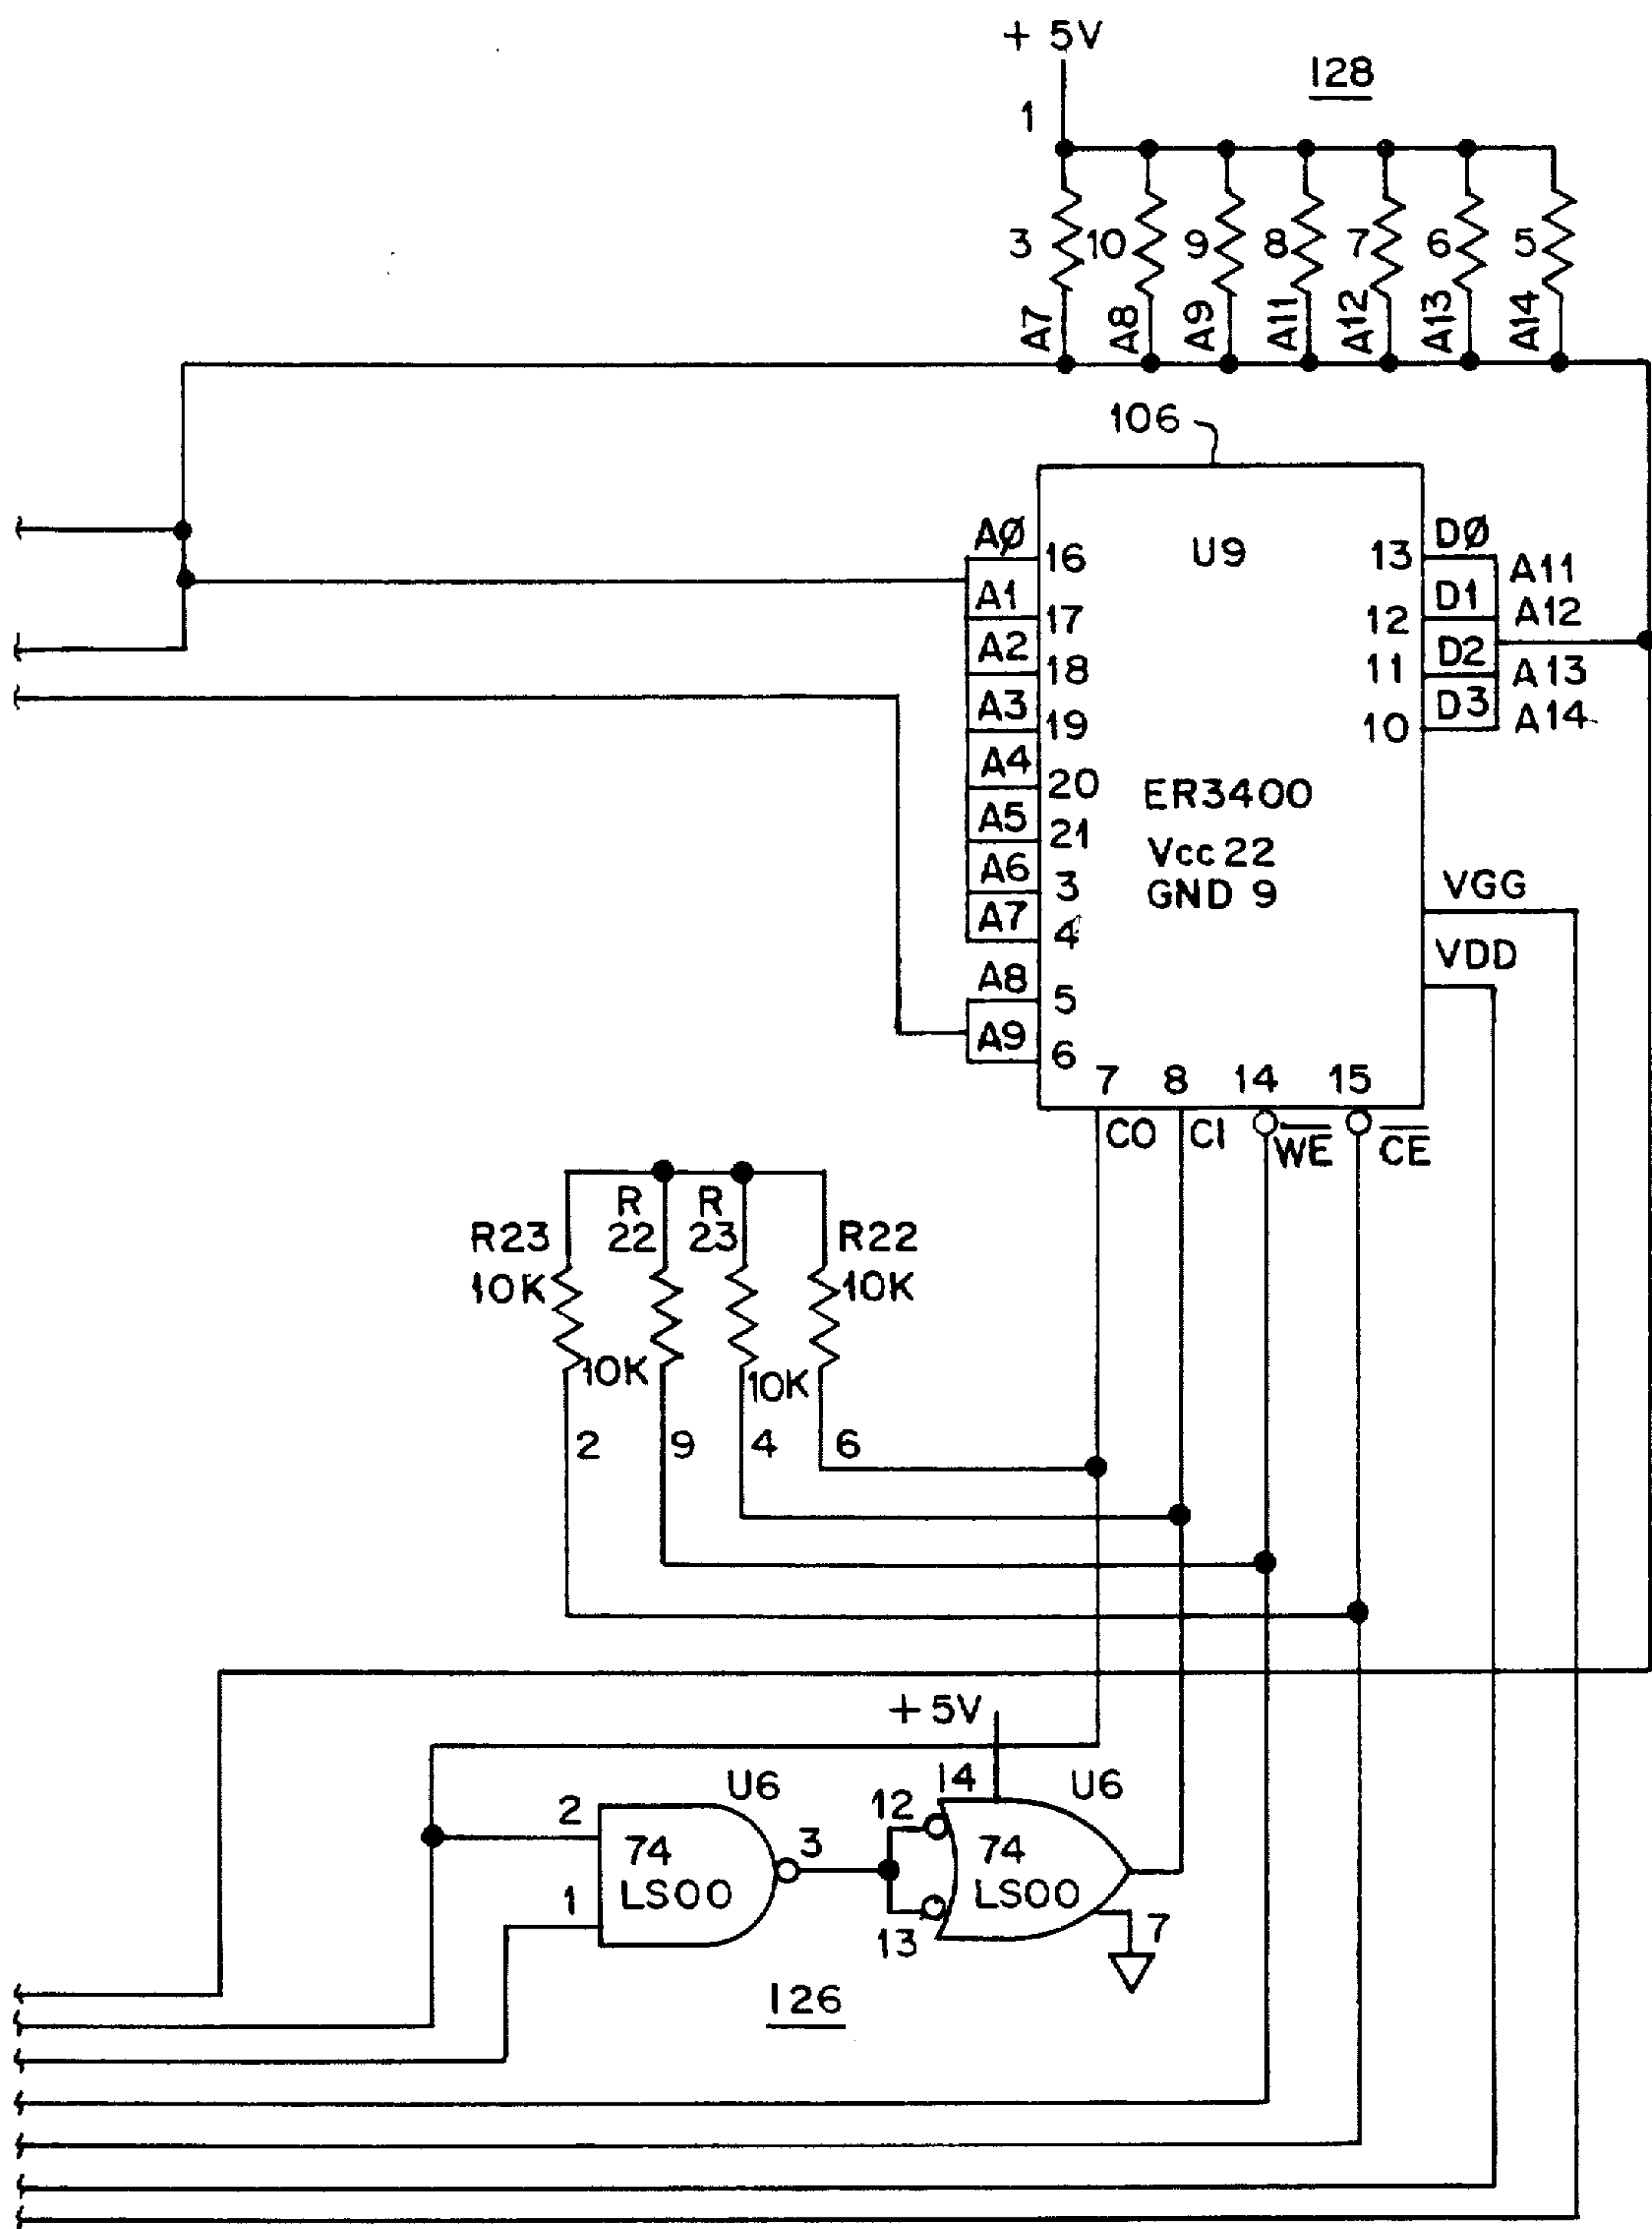 + 5V
128
1
3
10
9
8
7
6
5
A7
A8
A9
A11
A12
A13
A14
106
U9
AØ
16
A1
17
A2
18
A3
19
A4
20
A5
21
A6
3
A7
4
A8
5
A9
6
13
DØ
A11
D1
12
A12
D2
11
A13
D3
10
A14
ER3400
Vcc 22
GND 9
VGG
VDD
7
8
14
15
CO
CI
WE
CE
R23
10K
R
22
10K
R
23
10K
R22
10K
2
9
4
6
+ 5V
U6
14
U6
2
1
74
LS00
3
12
13
74
LS00
7
126